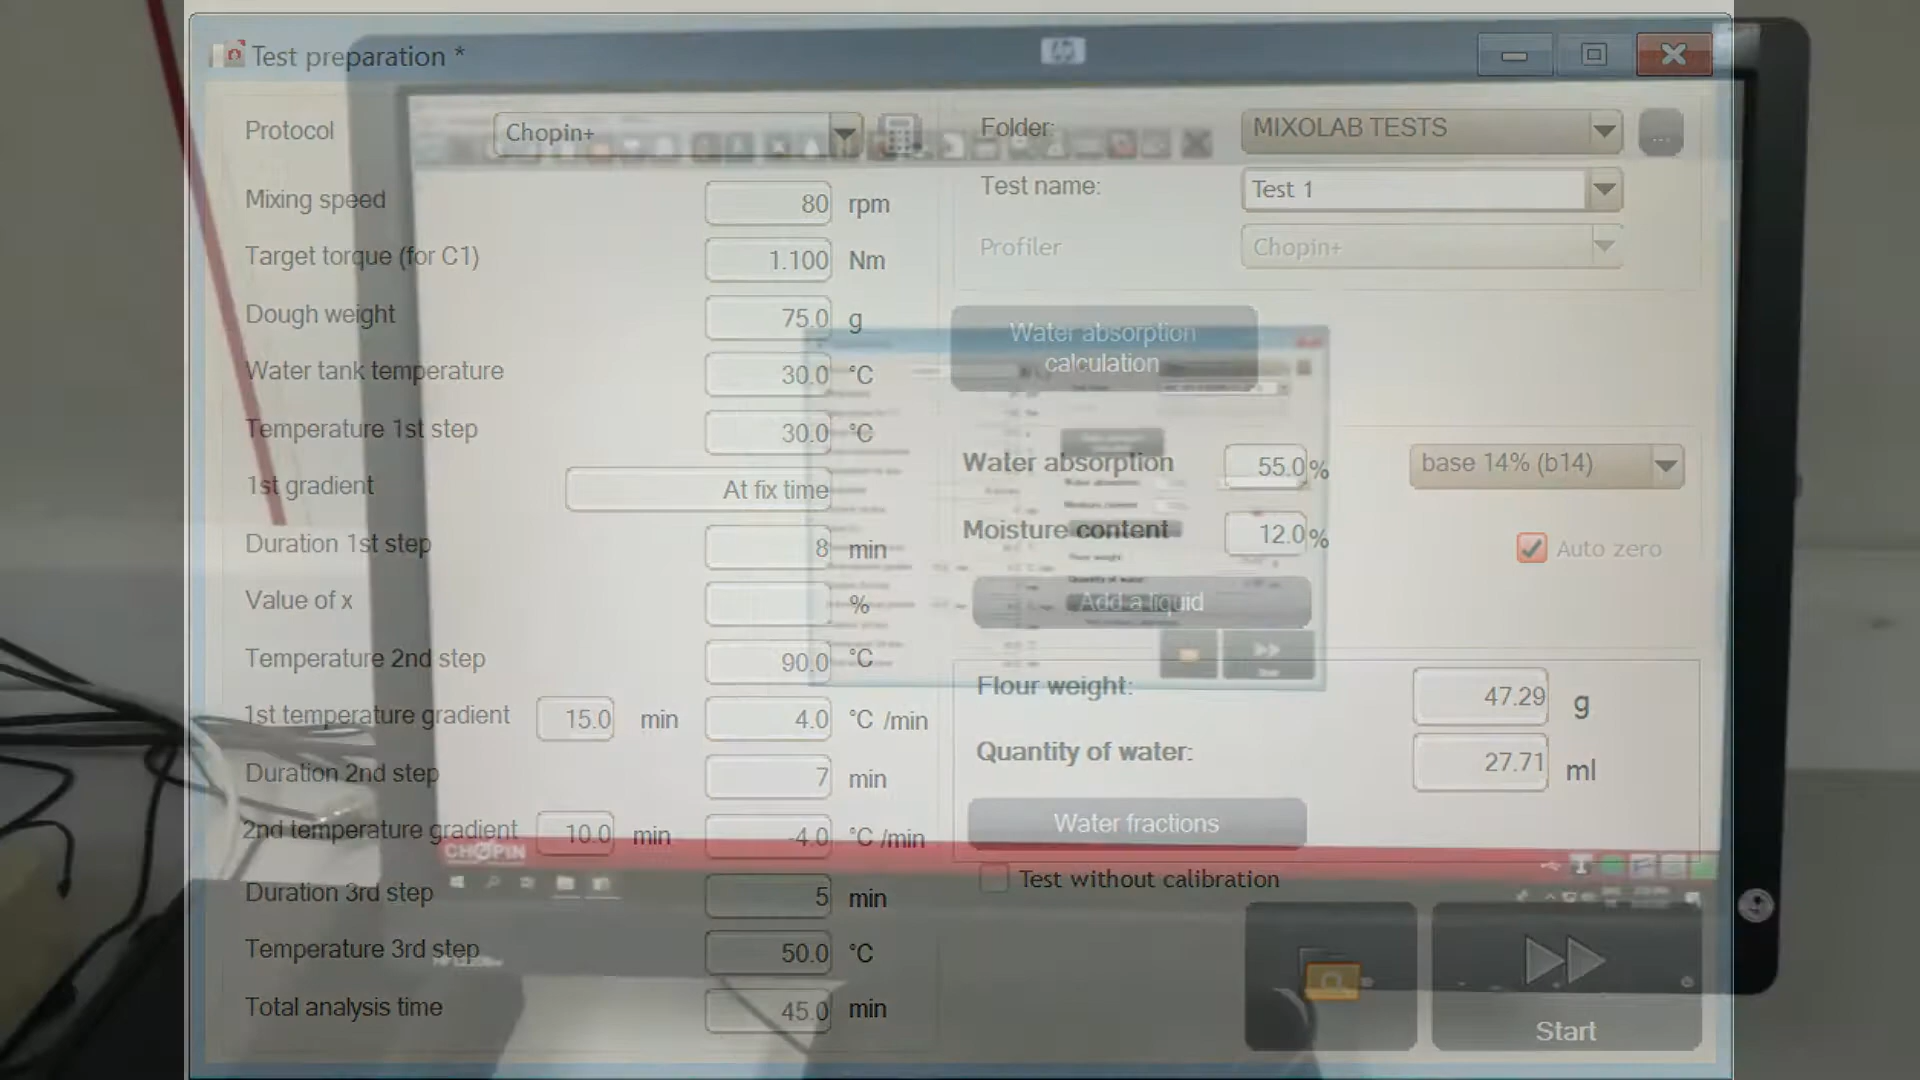 Test preparation *
Protocol Chopin+
Mixing speed 80 rpm
Target torque (for C1) 1.100 Nm
Dough weight 75.0 g
Water tank temperature 30.0 °C
Temperature 1st step 30.0 °C
1st gradient At fix time
Duration 1st step 8 min
Value of x %
Temperature 2nd step 90.0 °C
1st temperature gradient 15.0 min 4.0 °C /min
Duration 2nd step 7 min
2nd temperature gradient 10.0 min -4.0 °C /min
Duration 3rd step 5 min
Temperature 3rd step 50.0 °C
Total analysis time 45.0 min
Folder: MIXOLAB TESTS ...
Test name: Test 1
Profiler Chopin+
Water absorption
calculation
Water absorption 55.0 % base 14% (b14)
Moisture content 12.0 %
Auto zero
Add a liquid
Flour weight: 47.29 g
Quantity of water: 27.71 ml
Water fractions
Test without calibration
Start
CHOPIN
hp